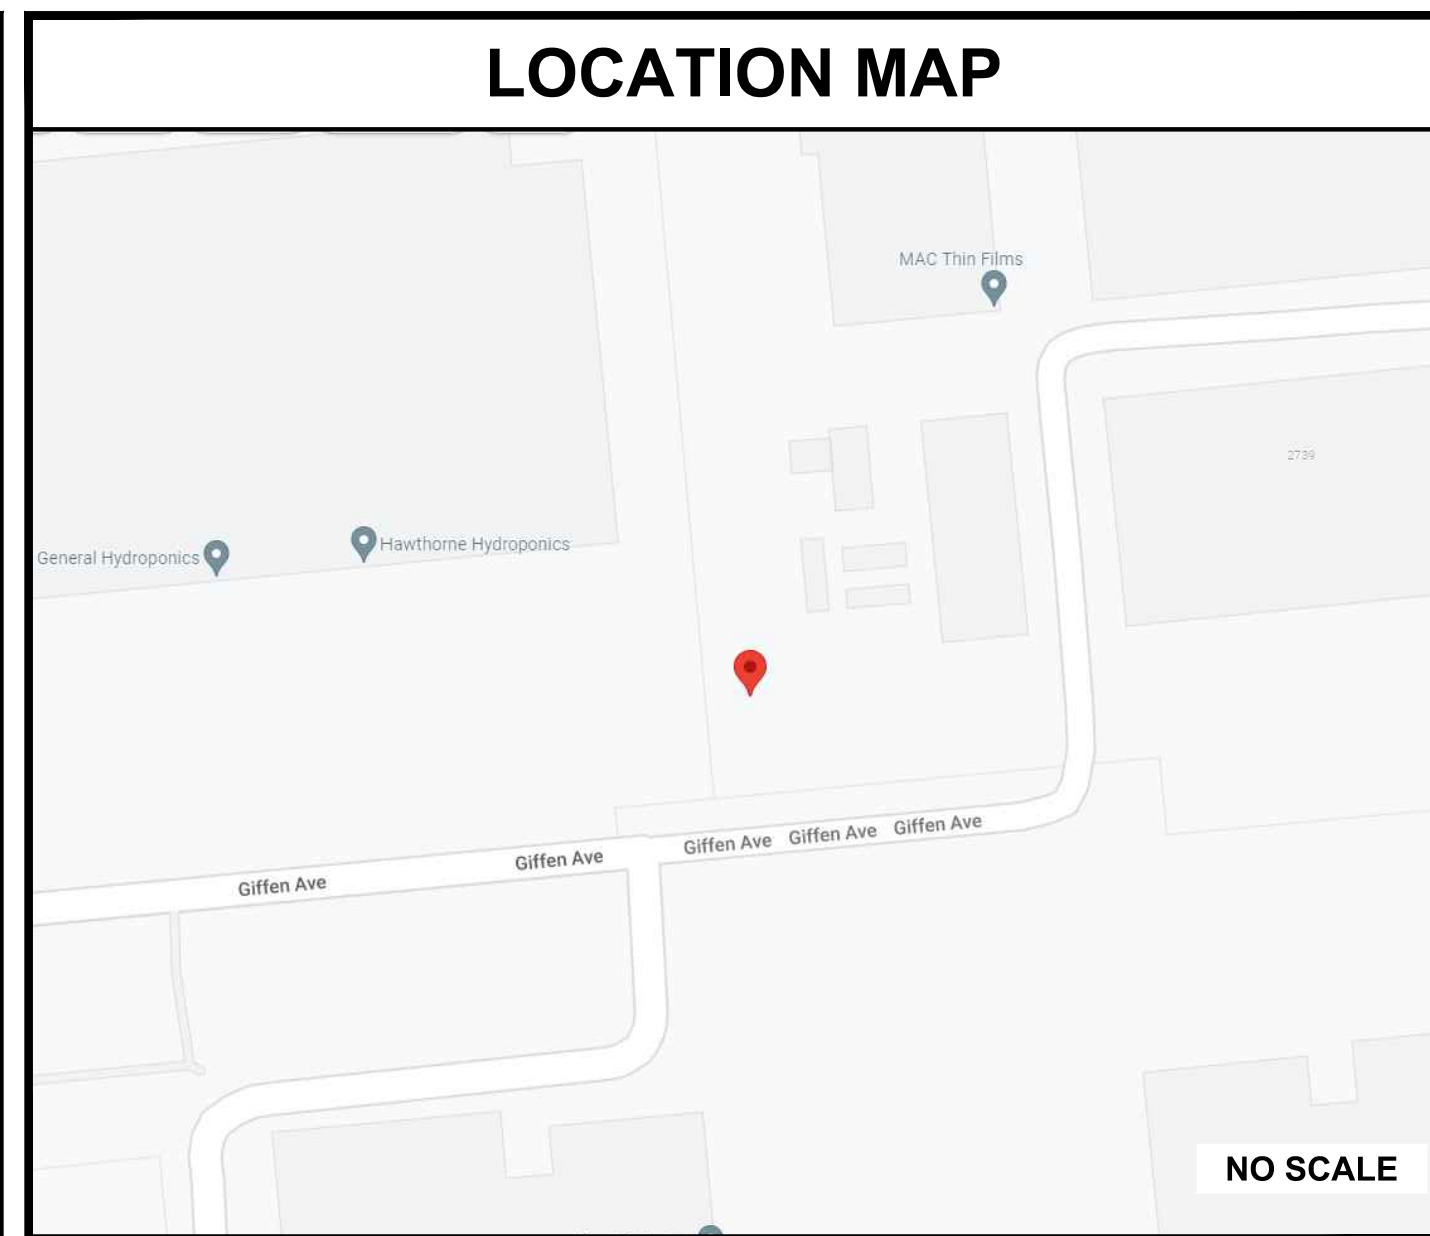 LOCATION MAP
MAC Thin Films
2739
General Hydroponics
Hawthorne Hydroponics
Giffen Ave
Giffen Ave
Giffen Ave
Giffen Ave
Giffen Ave
NO SCALE